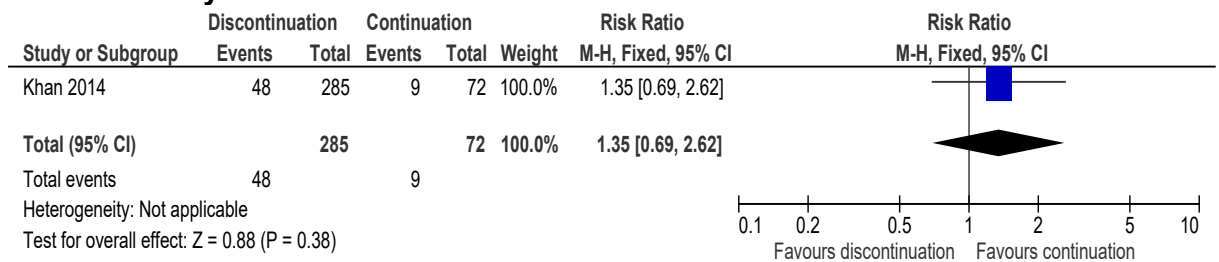 Discontinuation Continuation Risk Ratio Risk Ratio
Study or Subgroup Events Total Events Total Weight M-H, Fixed, 95% CI M-H, Fixed, 95% CI
Khan 2014 48 285 9 72 100.0% 1.35 [0.69, 2.62]
Total (95% CI) 285 72 100.0% 1.35 [0.69, 2.62]
Total events 48 9
Heterogeneity: Not applicable
Test for overall effect: Z = 0.88 (P = 0.38)
0.1 0.2 0.5 1 2 5 10
Favours discontinuation Favours continuation